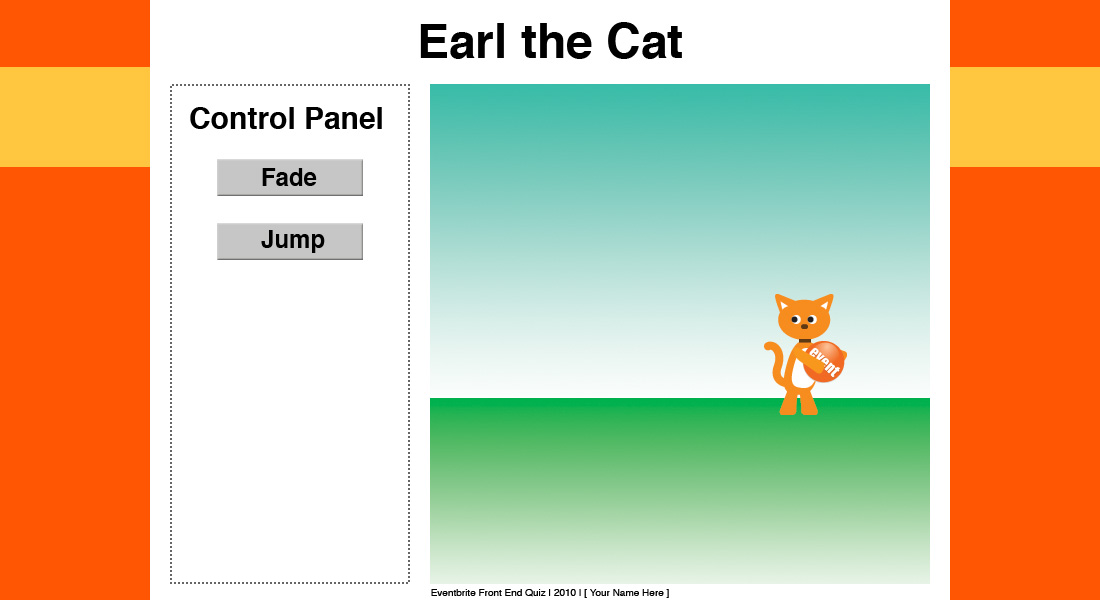 Earl the Cat
Control Panel
Fade
Jump
event
Eventbrite Front End Quiz | 2010 | [ Your Name Here ]